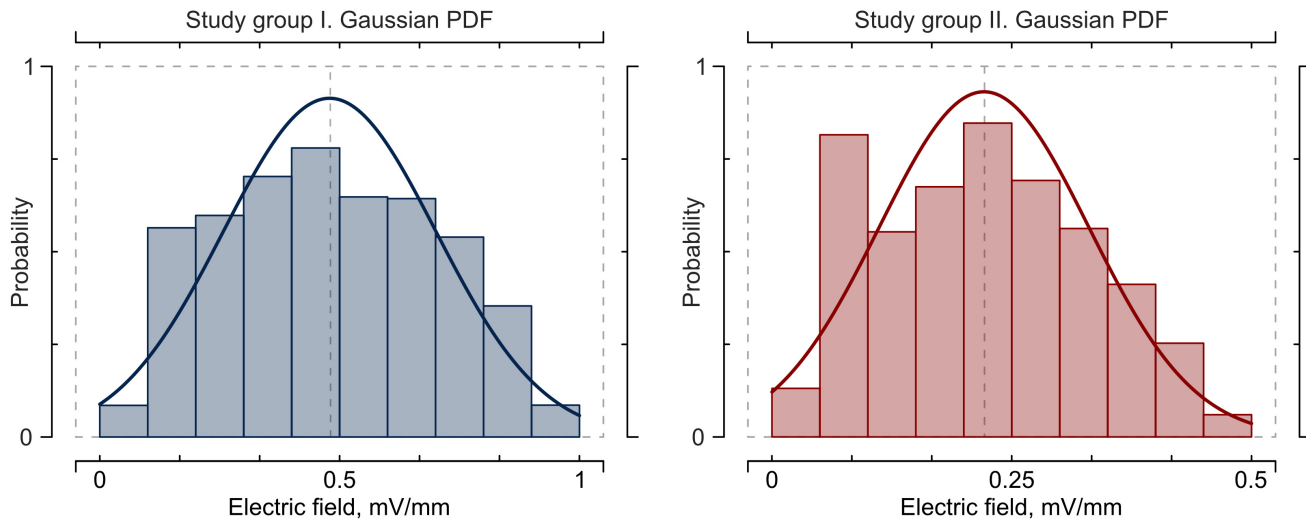 Study group I. Gaussian PDF
1
Probability
0
0 0.5 1
Electric field, mV/mm
Study group II. Gaussian PDF
1
Probability
0
0 0.25 0.5
Electric field, mV/mm